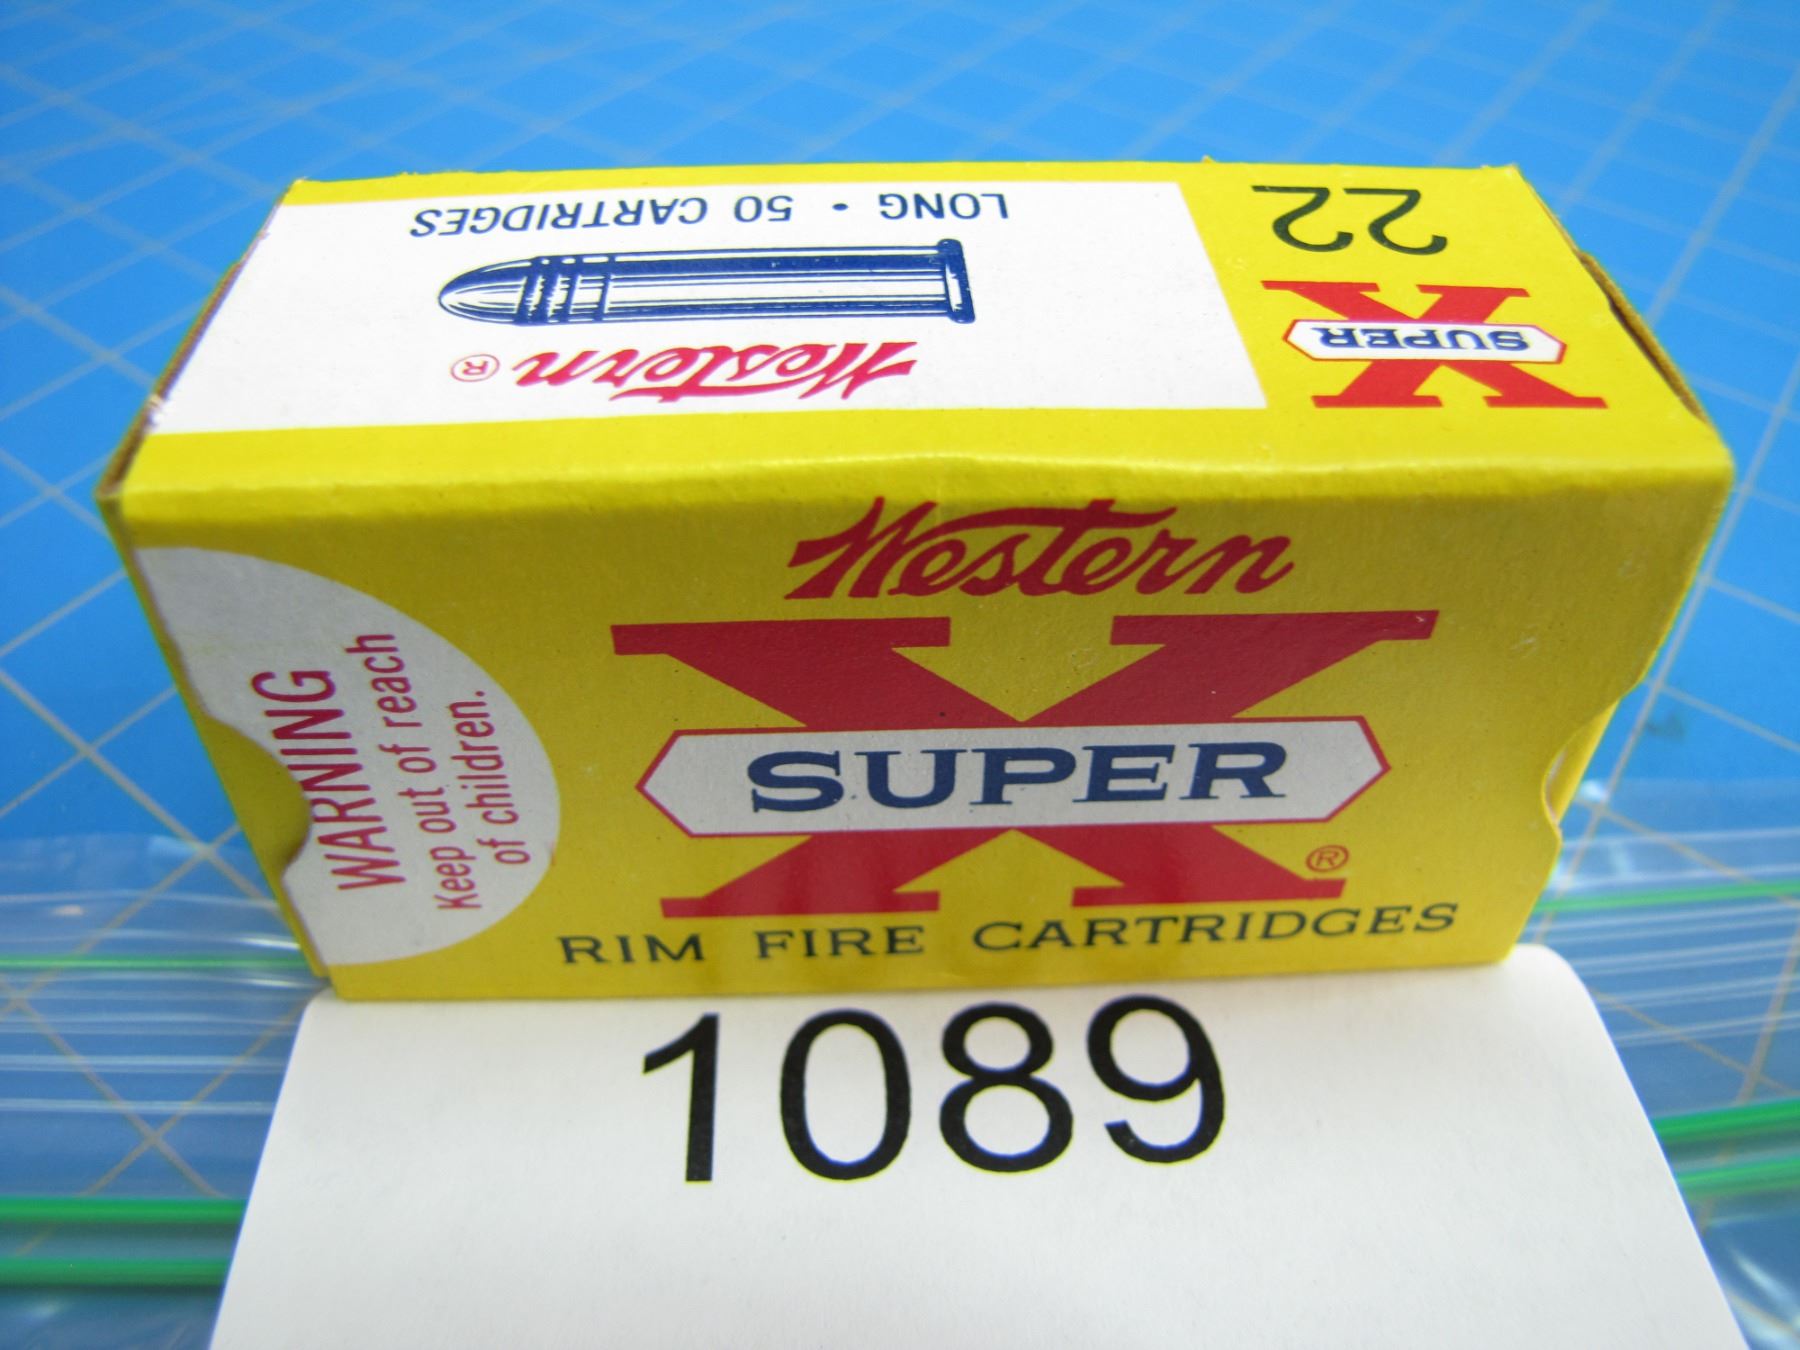 LONG • 50 CARTRIDGES
22
Western ®
SUPER X
Western
SUPER X ®
RIM FIRE CARTRIDGES
WARNING
Keep out of reach
of children.
1089